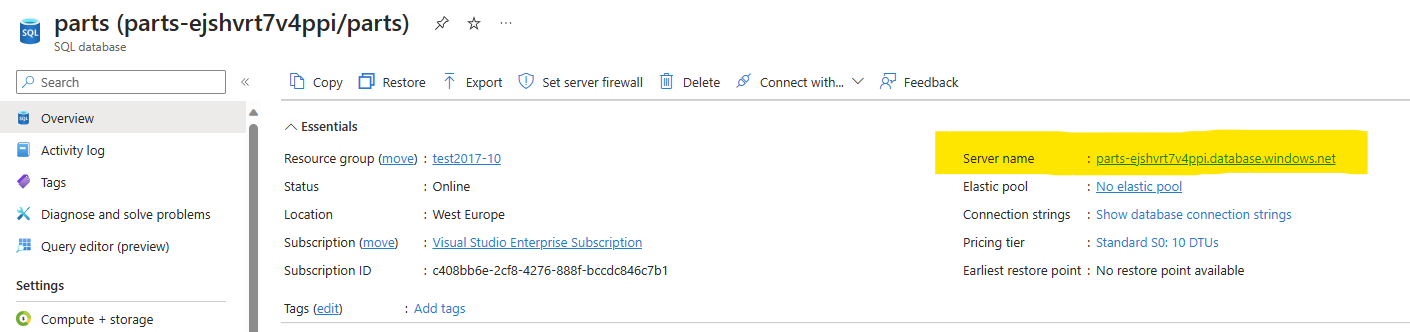 parts (parts-ejshvrt7v4ppi/parts)
SQL
SQL database
Search
«
Copy Restore Export Set server firewall Delete Connect with... Feedback
Overview
Activity log
Tags
Diagnose and solve problems
Query editor (preview)
Settings
Compute + storage
Essentials
Resource group (move) : test2017-10
Status : Online
Location : West Europe
Subscription (move) : Visual Studio Enterprise Subscription
Subscription ID : c408bb6e-2cf8-4276-888f-bccdc846c7b1
Tags (edit) : Add tags
Server name : parts-ejshvrt7v4ppi.database.windows.net
Elastic pool : No elastic pool
Connection strings : Show database connection strings
Pricing tier : Standard S0: 10 DTUs
Earliest restore point : No restore point available